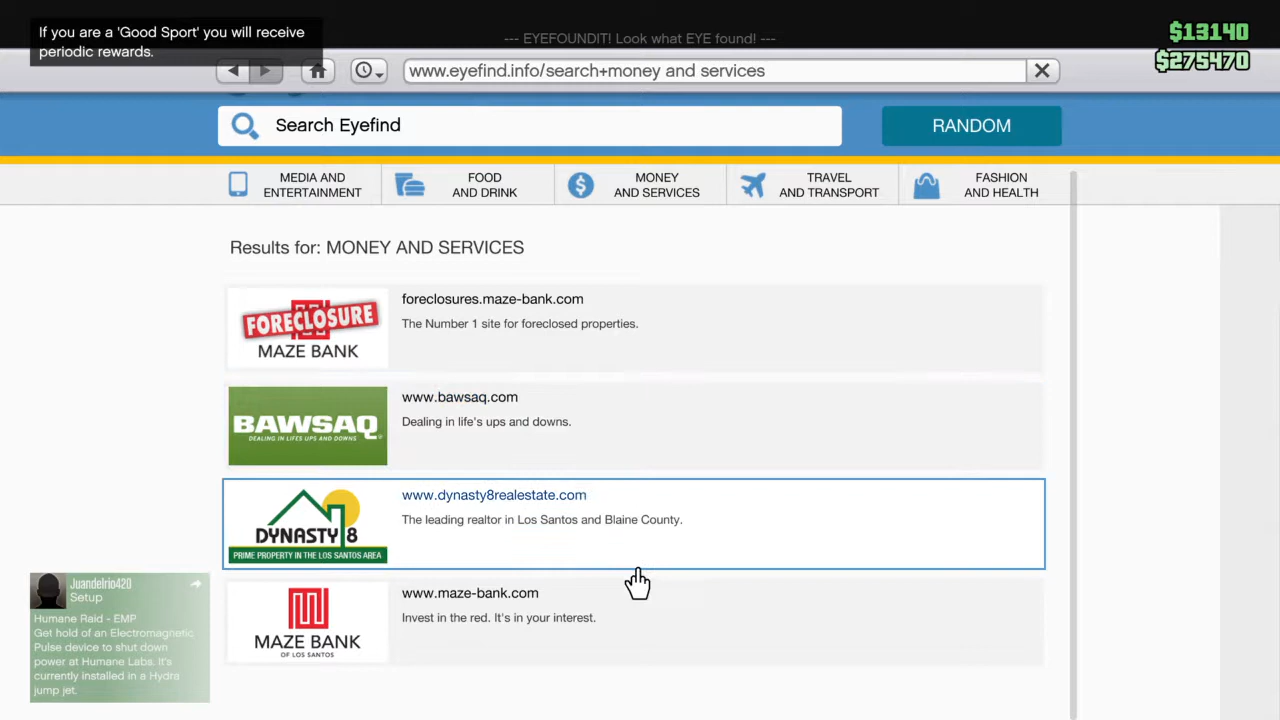 If you are a 'Good Sport' you will receive
periodic rewards.
--- EYEFOUNDIT! Look what EYE found! ---
$13140
$275470
www.eyefind.info/search+money and services
Search Eyefind
RANDOM
MEDIA AND
ENTERTAINMENT
FOOD
AND DRINK
MONEY
AND SERVICES
TRAVEL
AND TRANSPORT
FASHION
AND HEALTH
Results for: MONEY AND SERVICES
FORECLOSURE
MAZE BANK
foreclosures.maze-bank.com
The Number 1 site for foreclosed properties.
BAWSAQ
DEALING IN LIFES UPS AND DOWNS
www.bawsaq.com
Dealing in life's ups and downs.
DYNASTY 8
PRIME PROPERTY IN THE LOS SANTOS AREA
www.dynasty8realestate.com
The leading realtor in Los Santos and Blaine County.
MAZE BANK
OF LOS SANTOS
www.maze-bank.com
Invest in the red. It's in your interest.
Juandelrio420
Setup
Humane Raid - EMP
Get hold of an Electromagnetic
Pulse device to shut down
power at Humane Labs. It's
currently installed in a Hydra
jump jet.